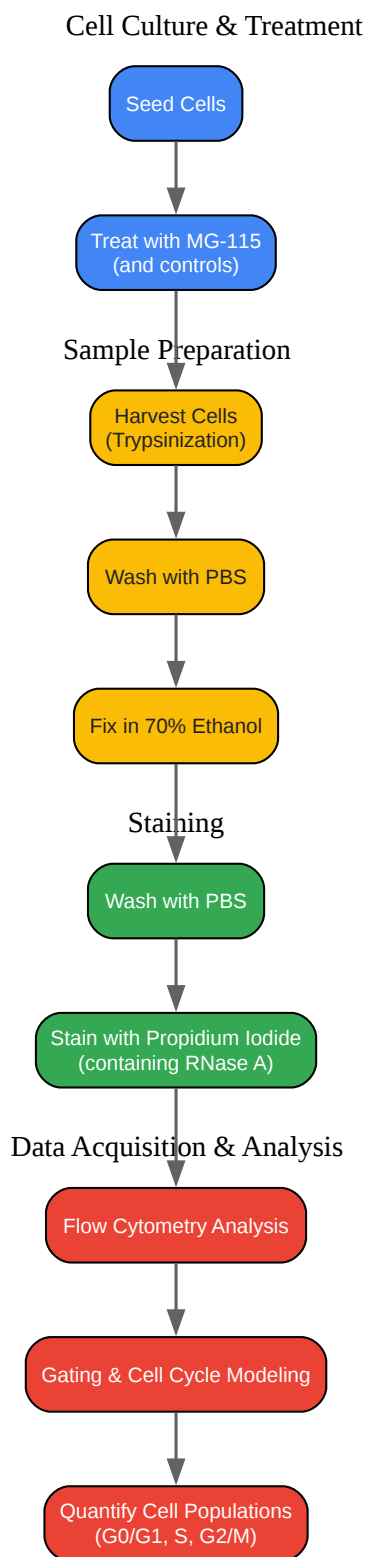 Cell Culture & Treatment
Seed Cells
Treat with MG-115
(and controls)
Sample Preparation
Harvest Cells
(Trypsinization)
Wash with PBS
Fix in 70% Ethanol
Staining
Wash with PBS
Stain with Propidium Iodide
(containing RNase A)
Data Acquisition & Analysis
Flow Cytometry Analysis
Gating & Cell Cycle Modeling
Quantify Cell Populations
(G0/G1, S, G2/M)